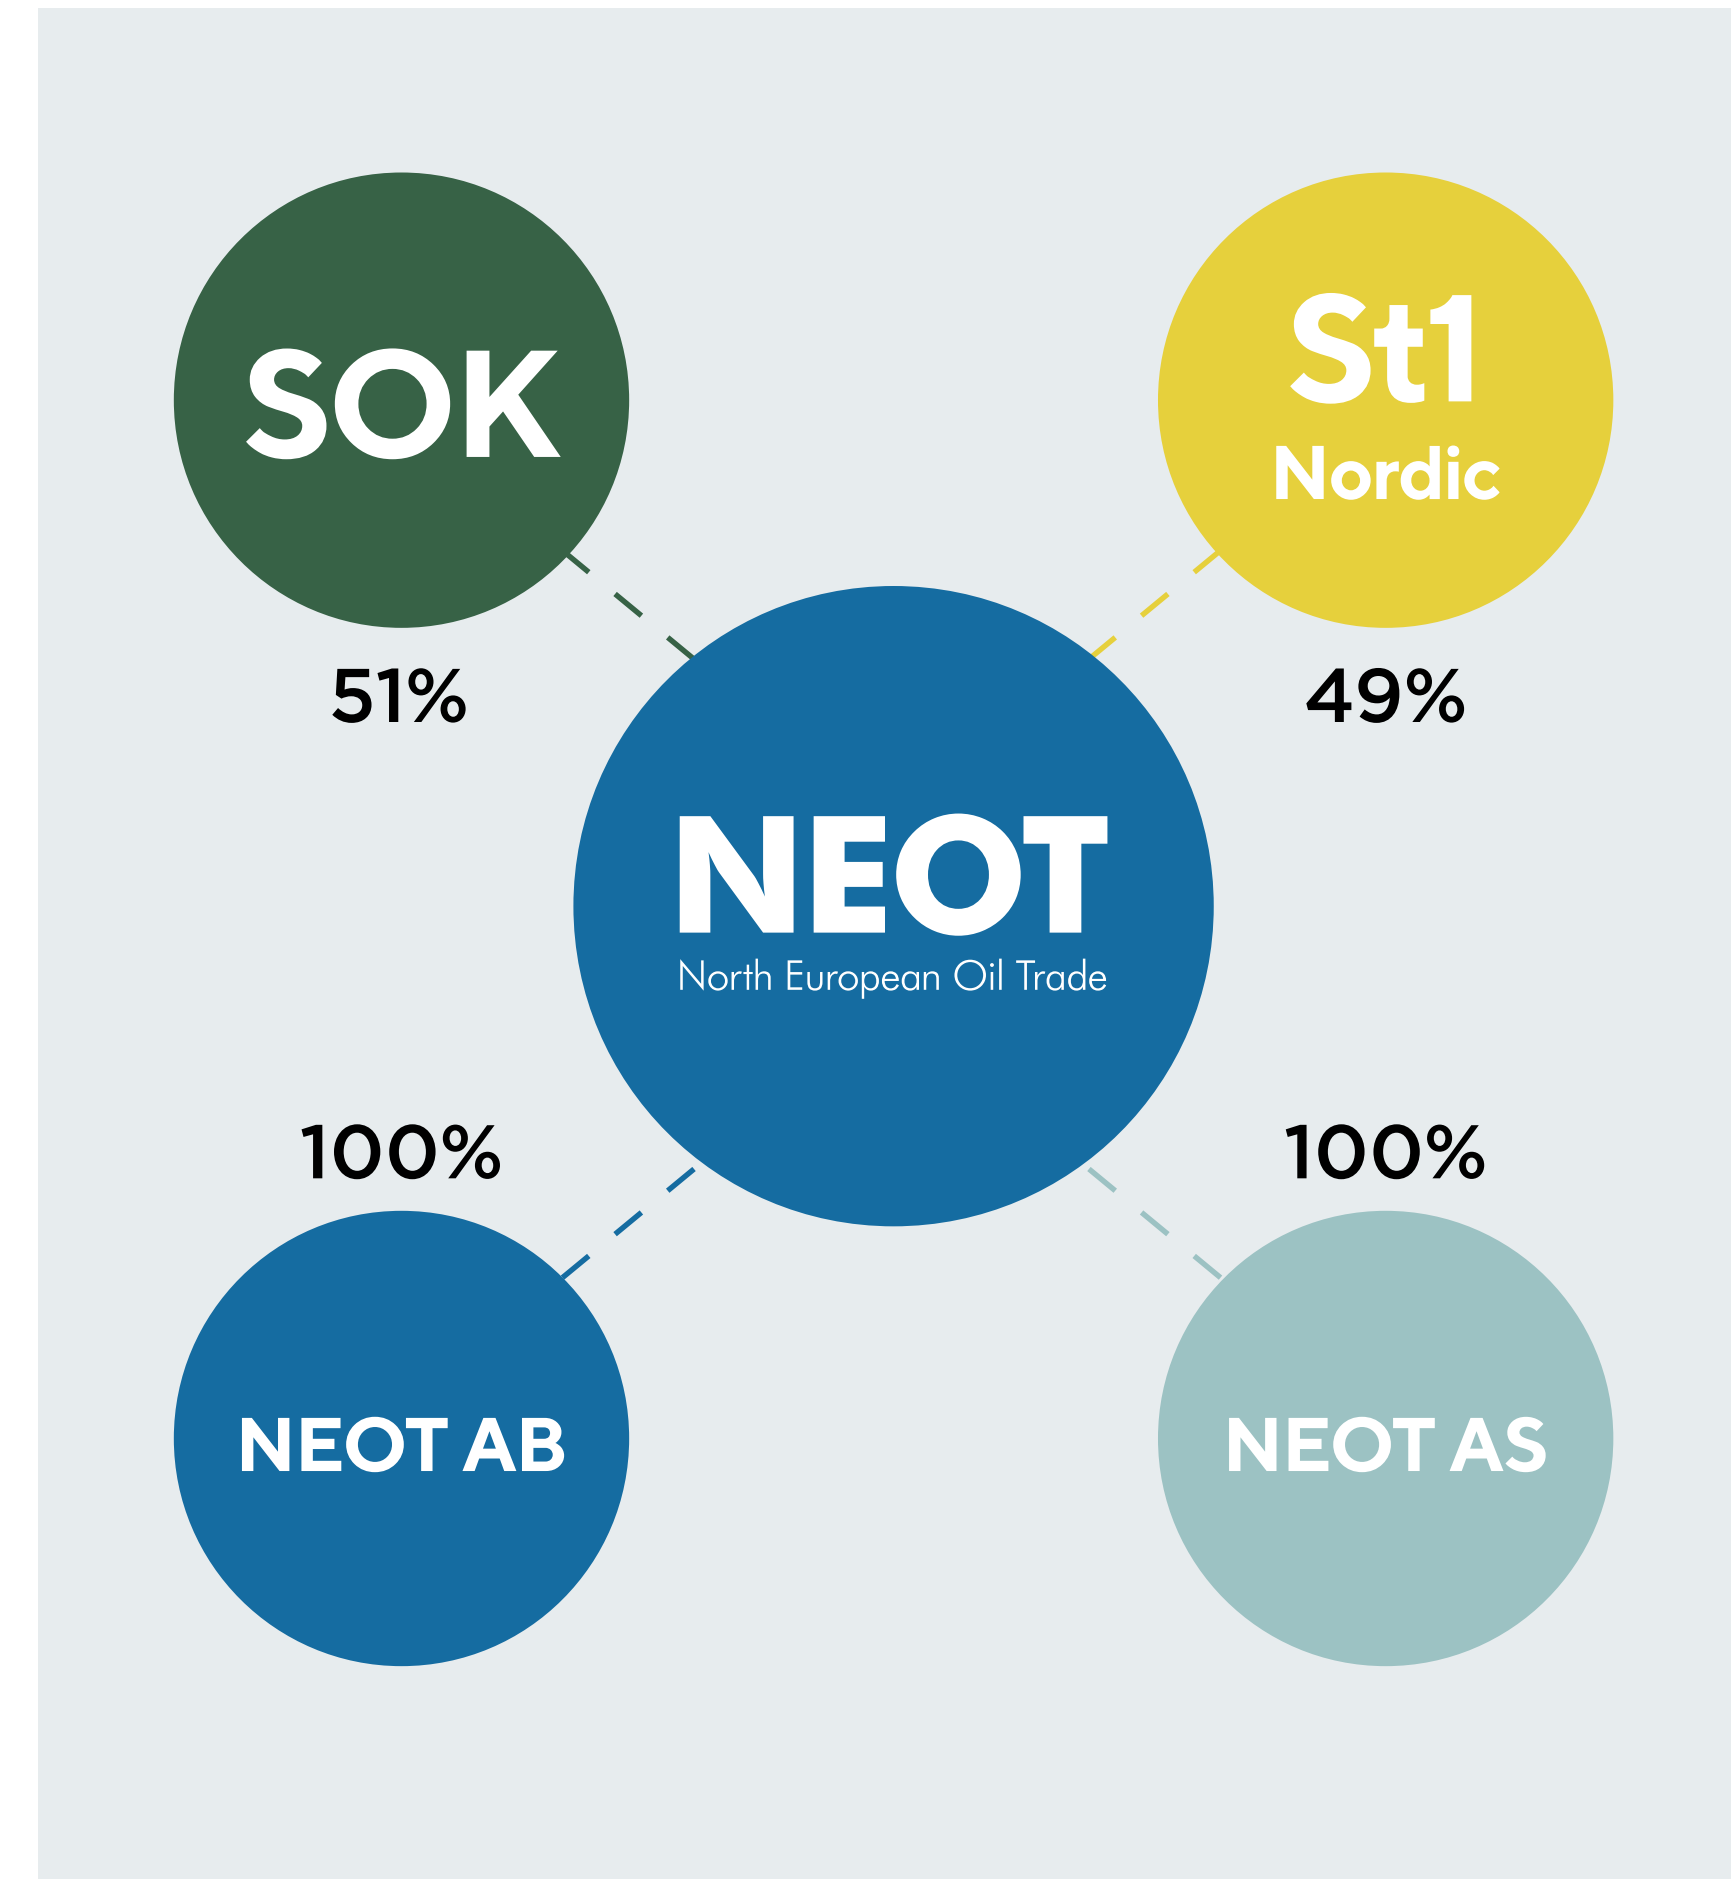 SOK
St1
Nordic
51%
49%
NEOT
North European Oil Trade
100%
100%
NEOT AB
NEOT AS